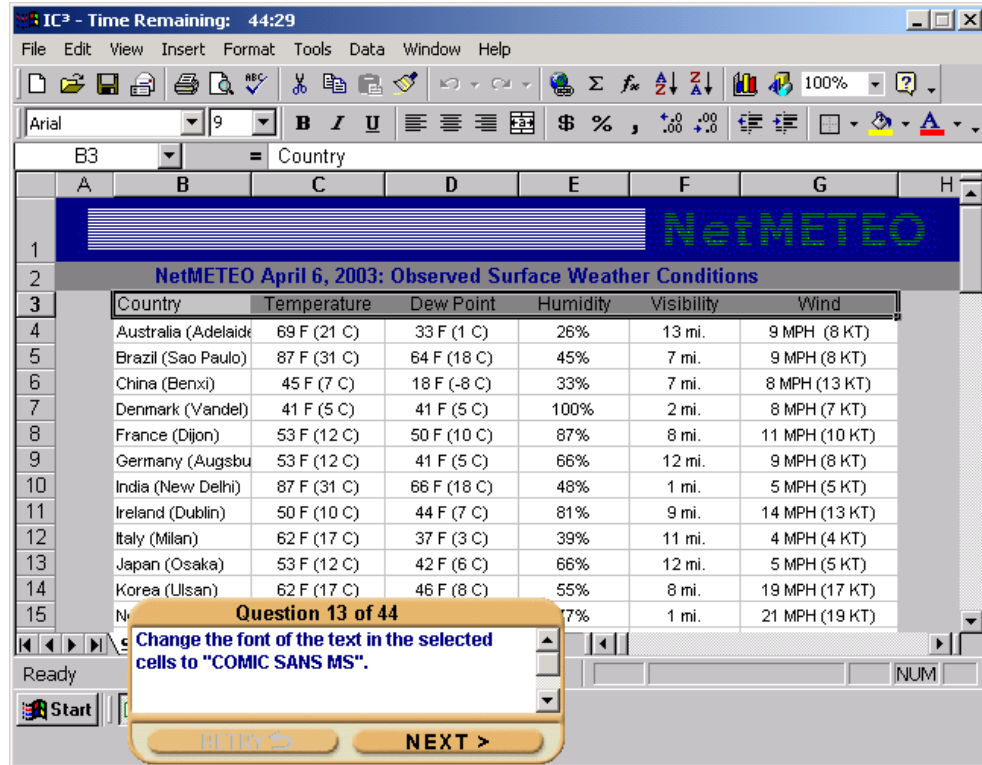 IC³ - Time Remaining: 44:29
File Edit View Insert Format Tools Data Window Help
100%
Arial 9 B I U $ % ,
B3 = Country
A B C D E F G H
1 NetMETEO
2 NetMETEO April 6, 2003: Observed Surface Weather Conditions
3 Country Temperature Dew Point Humidity Visibility Wind
4 Australia (Adelaide 69 F (21 C) 33 F (1 C) 26% 13 mi. 9 MPH (8 KT)
5 Brazil (Sao Paulo) 87 F (31 C) 64 F (18 C) 45% 7 mi. 9 MPH (8 KT)
6 China (Benxi) 45 F (7 C) 18 F (-8 C) 33% 7 mi. 8 MPH (13 KT)
7 Denmark (Vandel) 41 F (5 C) 41 F (5 C) 100% 2 mi. 8 MPH (7 KT)
8 France (Dijon) 53 F (12 C) 50 F (10 C) 87% 8 mi. 11 MPH (10 KT)
9 Germany (Augsbu 53 F (12 C) 41 F (5 C) 66% 12 mi. 9 MPH (8 KT)
10 India (New Delhi) 87 F (31 C) 66 F (18 C) 48% 1 mi. 5 MPH (5 KT)
11 Ireland (Dublin) 50 F (10 C) 44 F (7 C) 81% 9 mi. 14 MPH (13 KT)
12 Italy (Milan) 62 F (17 C) 37 F (3 C) 39% 11 mi. 4 MPH (4 KT)
13 Japan (Osaka) 53 F (12 C) 42 F (6 C) 66% 12 mi. 5 MPH (5 KT)
14 Korea (Ulsan) 62 F (17 C) 46 F (8 C) 55% 8 mi. 19 MPH (17 KT)
15 1 mi. 21 MPH (19 KT)
Question 13 of 44
Change the font of the text in the selected
cells to "COMIC SANS MS".
Ready NUM
Start
RETRY NEXT >